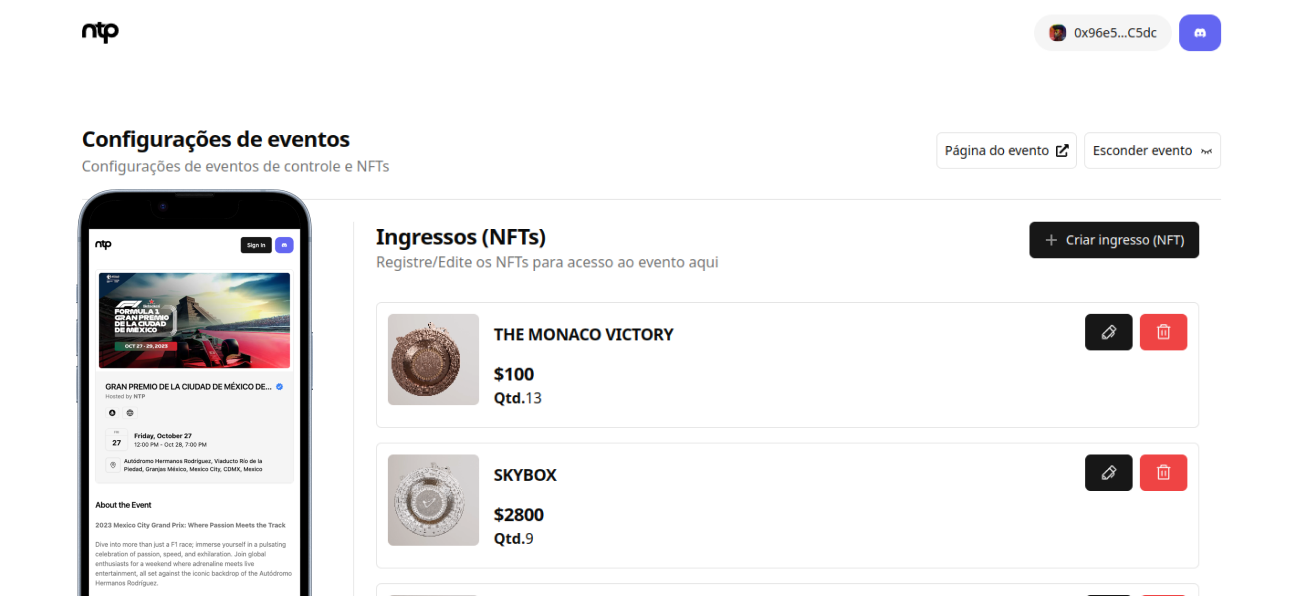 ntp
0x96e5...C5dc
Configurações de eventos
Configurações de eventos de controle e NFTs
Página do evento
Esconder evento
ntp
Sign in
FORMULA 1
GRAN PREMIO
DE LA CIUDAD
DE MÉXICO
OCT 27 - 29, 2023
GRAN PREMIO DE LA CIUDAD DE MÉXICO DE...
Hosted by NTP
27
Friday, October 27
12:00 PM - Oct 28, 7:00 PM
Autódromo Hermanos Rodríguez, Viaducto Río de la
Piedad, Granjas México, Mexico City, CDMX, Mexico
About the Event
2023 Mexico City Grand Prix: Where Passion Meets the Track
Dive into more than just a F1 race; immerse yourself in a pulsating
celebration of passion, speed, and exhilaration. Join global
enthusiasts for a weekend where adrenaline meets live
entertainment, all set against the iconic backdrop of the Autódromo
Hermanos Rodríguez.
Ingressos (NFTs)
Registre/Edite os NFTs para acesso ao evento aqui
Criar ingresso (NFT)
THE MONACO VICTORY
$100
Qtd.13
SKYBOX
$2800
Qtd.9